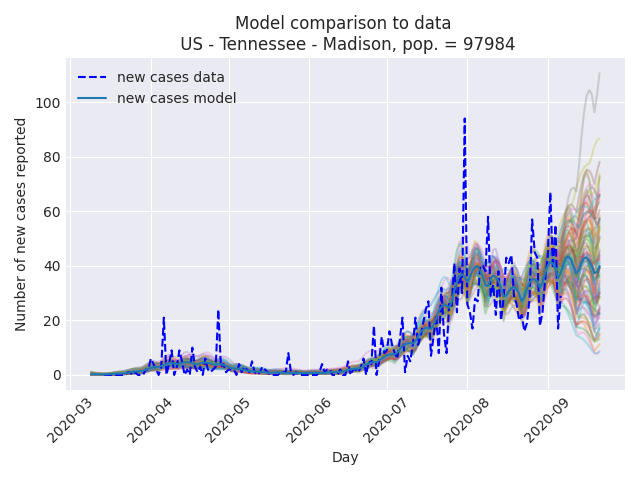 Model comparison to data
US - Tennessee - Madison, pop. = 97984
new cases data
new cases model
Number of new cases reported
100
80
60
40
20
0
2020-03
2020-04
2020-05
2020-06
2020-07
2020-08
2020-09
Day